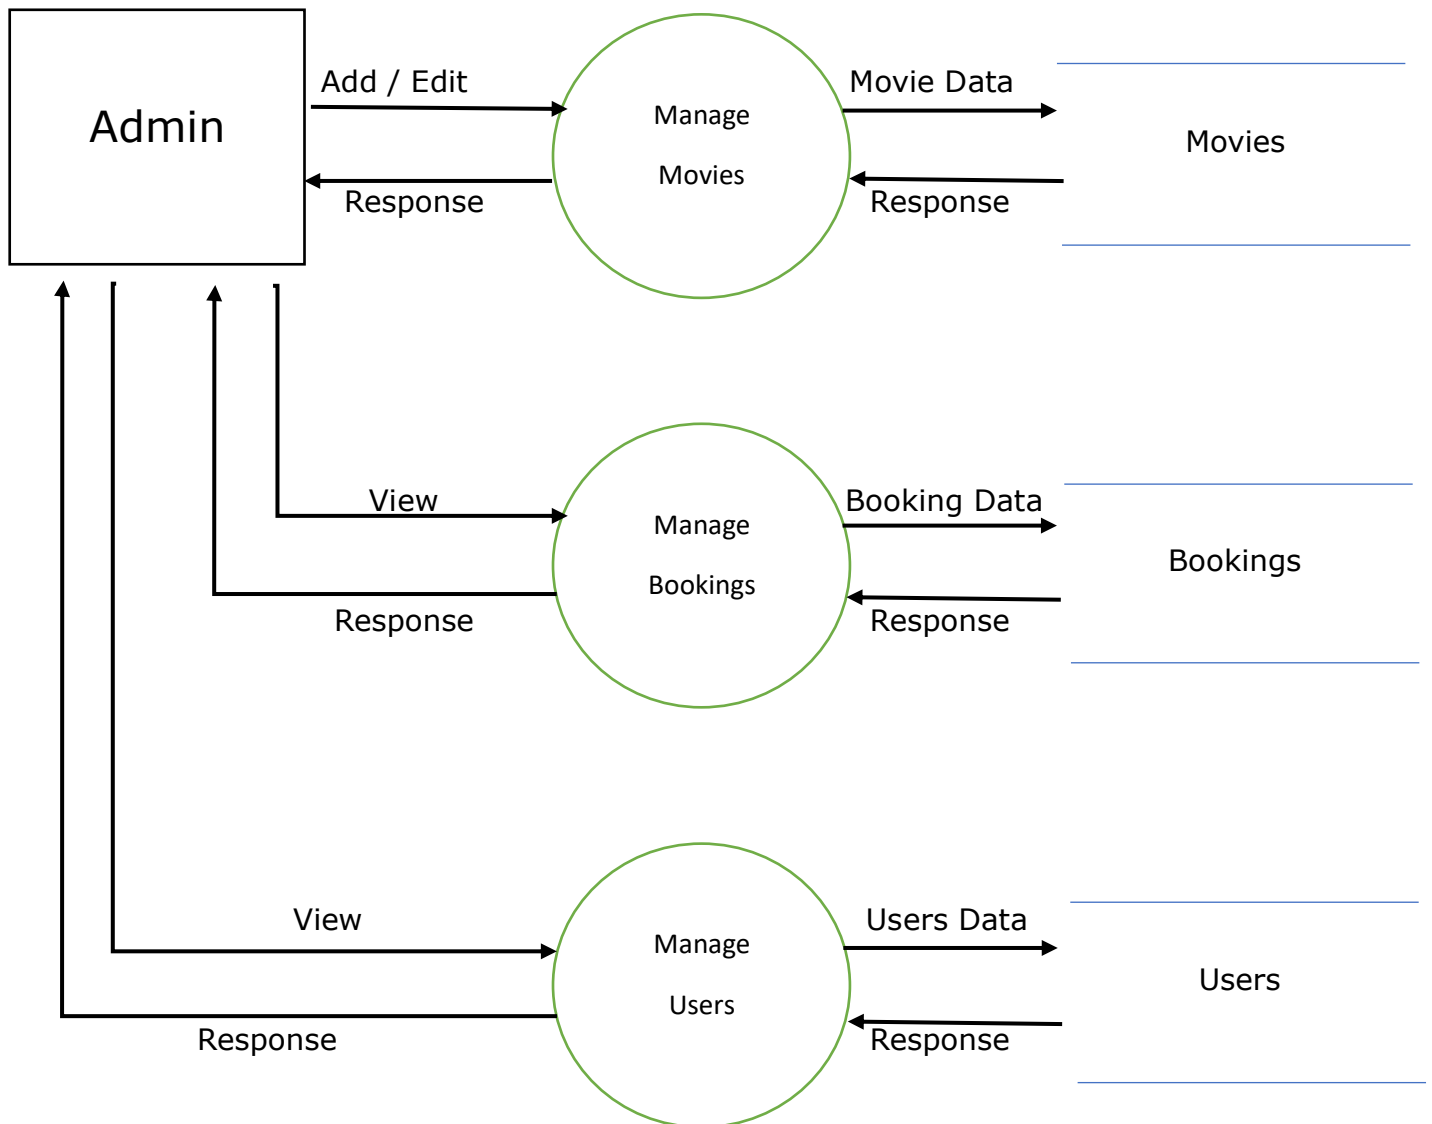 Admin
Add / Edit
Response
Manage
Movies
Movie Data
Response
Movies
View
Response
Manage
Bookings
Booking Data
Response
Bookings
View
Response
Manage
Users
Users Data
Response
Users